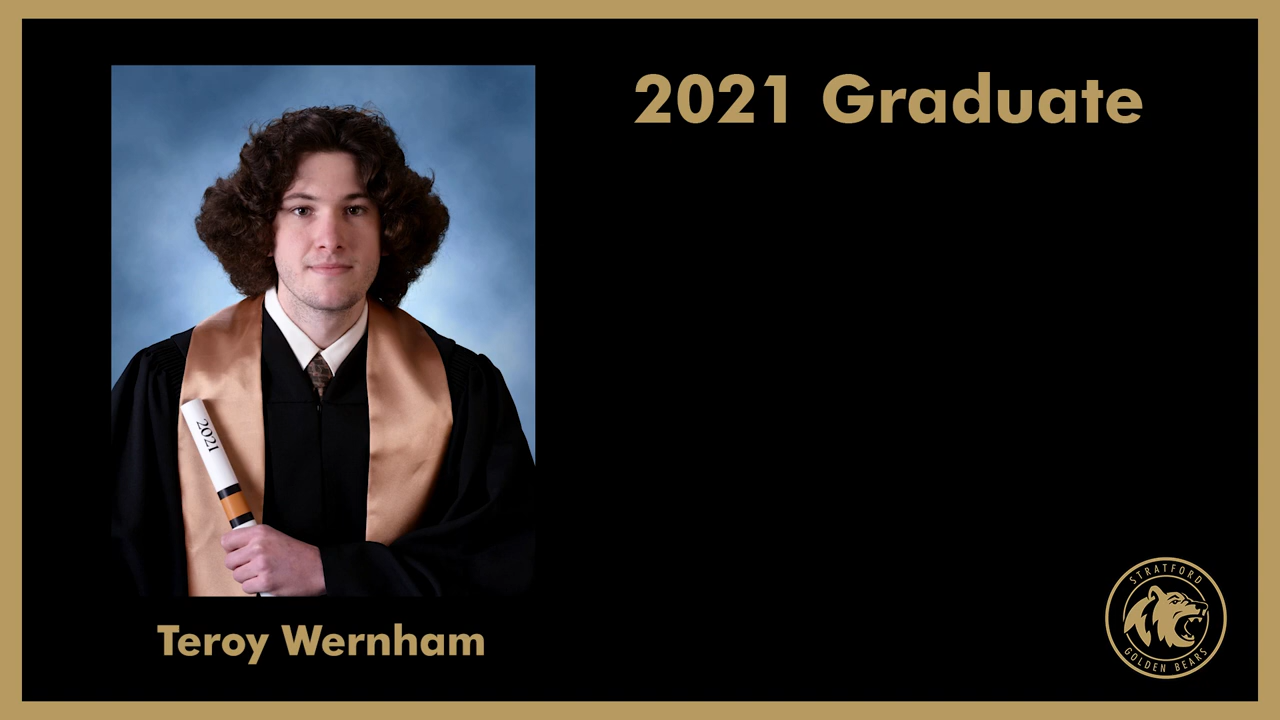 2021 Graduate
2021
Teroy Wernham
STRATFORD
GOLDEN BEARS